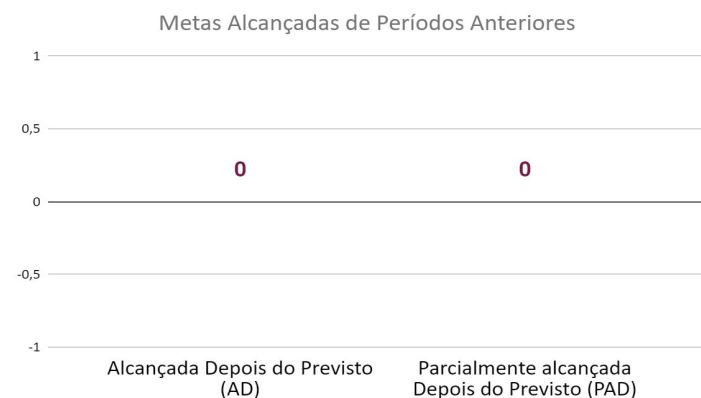 Metas Alcançadas de Períodos Anteriores
1
0,5
0 0
0
-0,5
-1
Alcançada Depois do Previsto
(AD)
Parcialmente alcançada
Depois do Previsto (PAD)